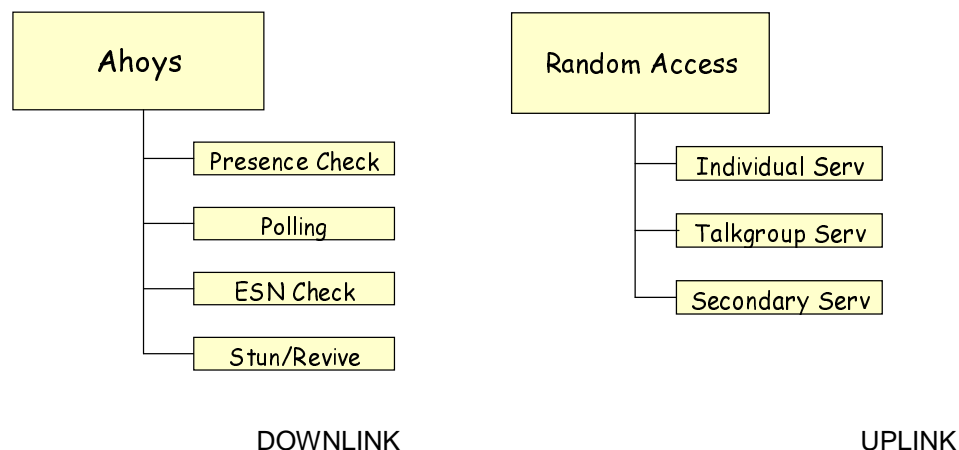 Ahoys
Presence Check
Polling
ESN Check
Stun/Revive
DOWNLINK
Random Access
Individual Serv
Talkgroup Serv
Secondary Serv
UPLINK